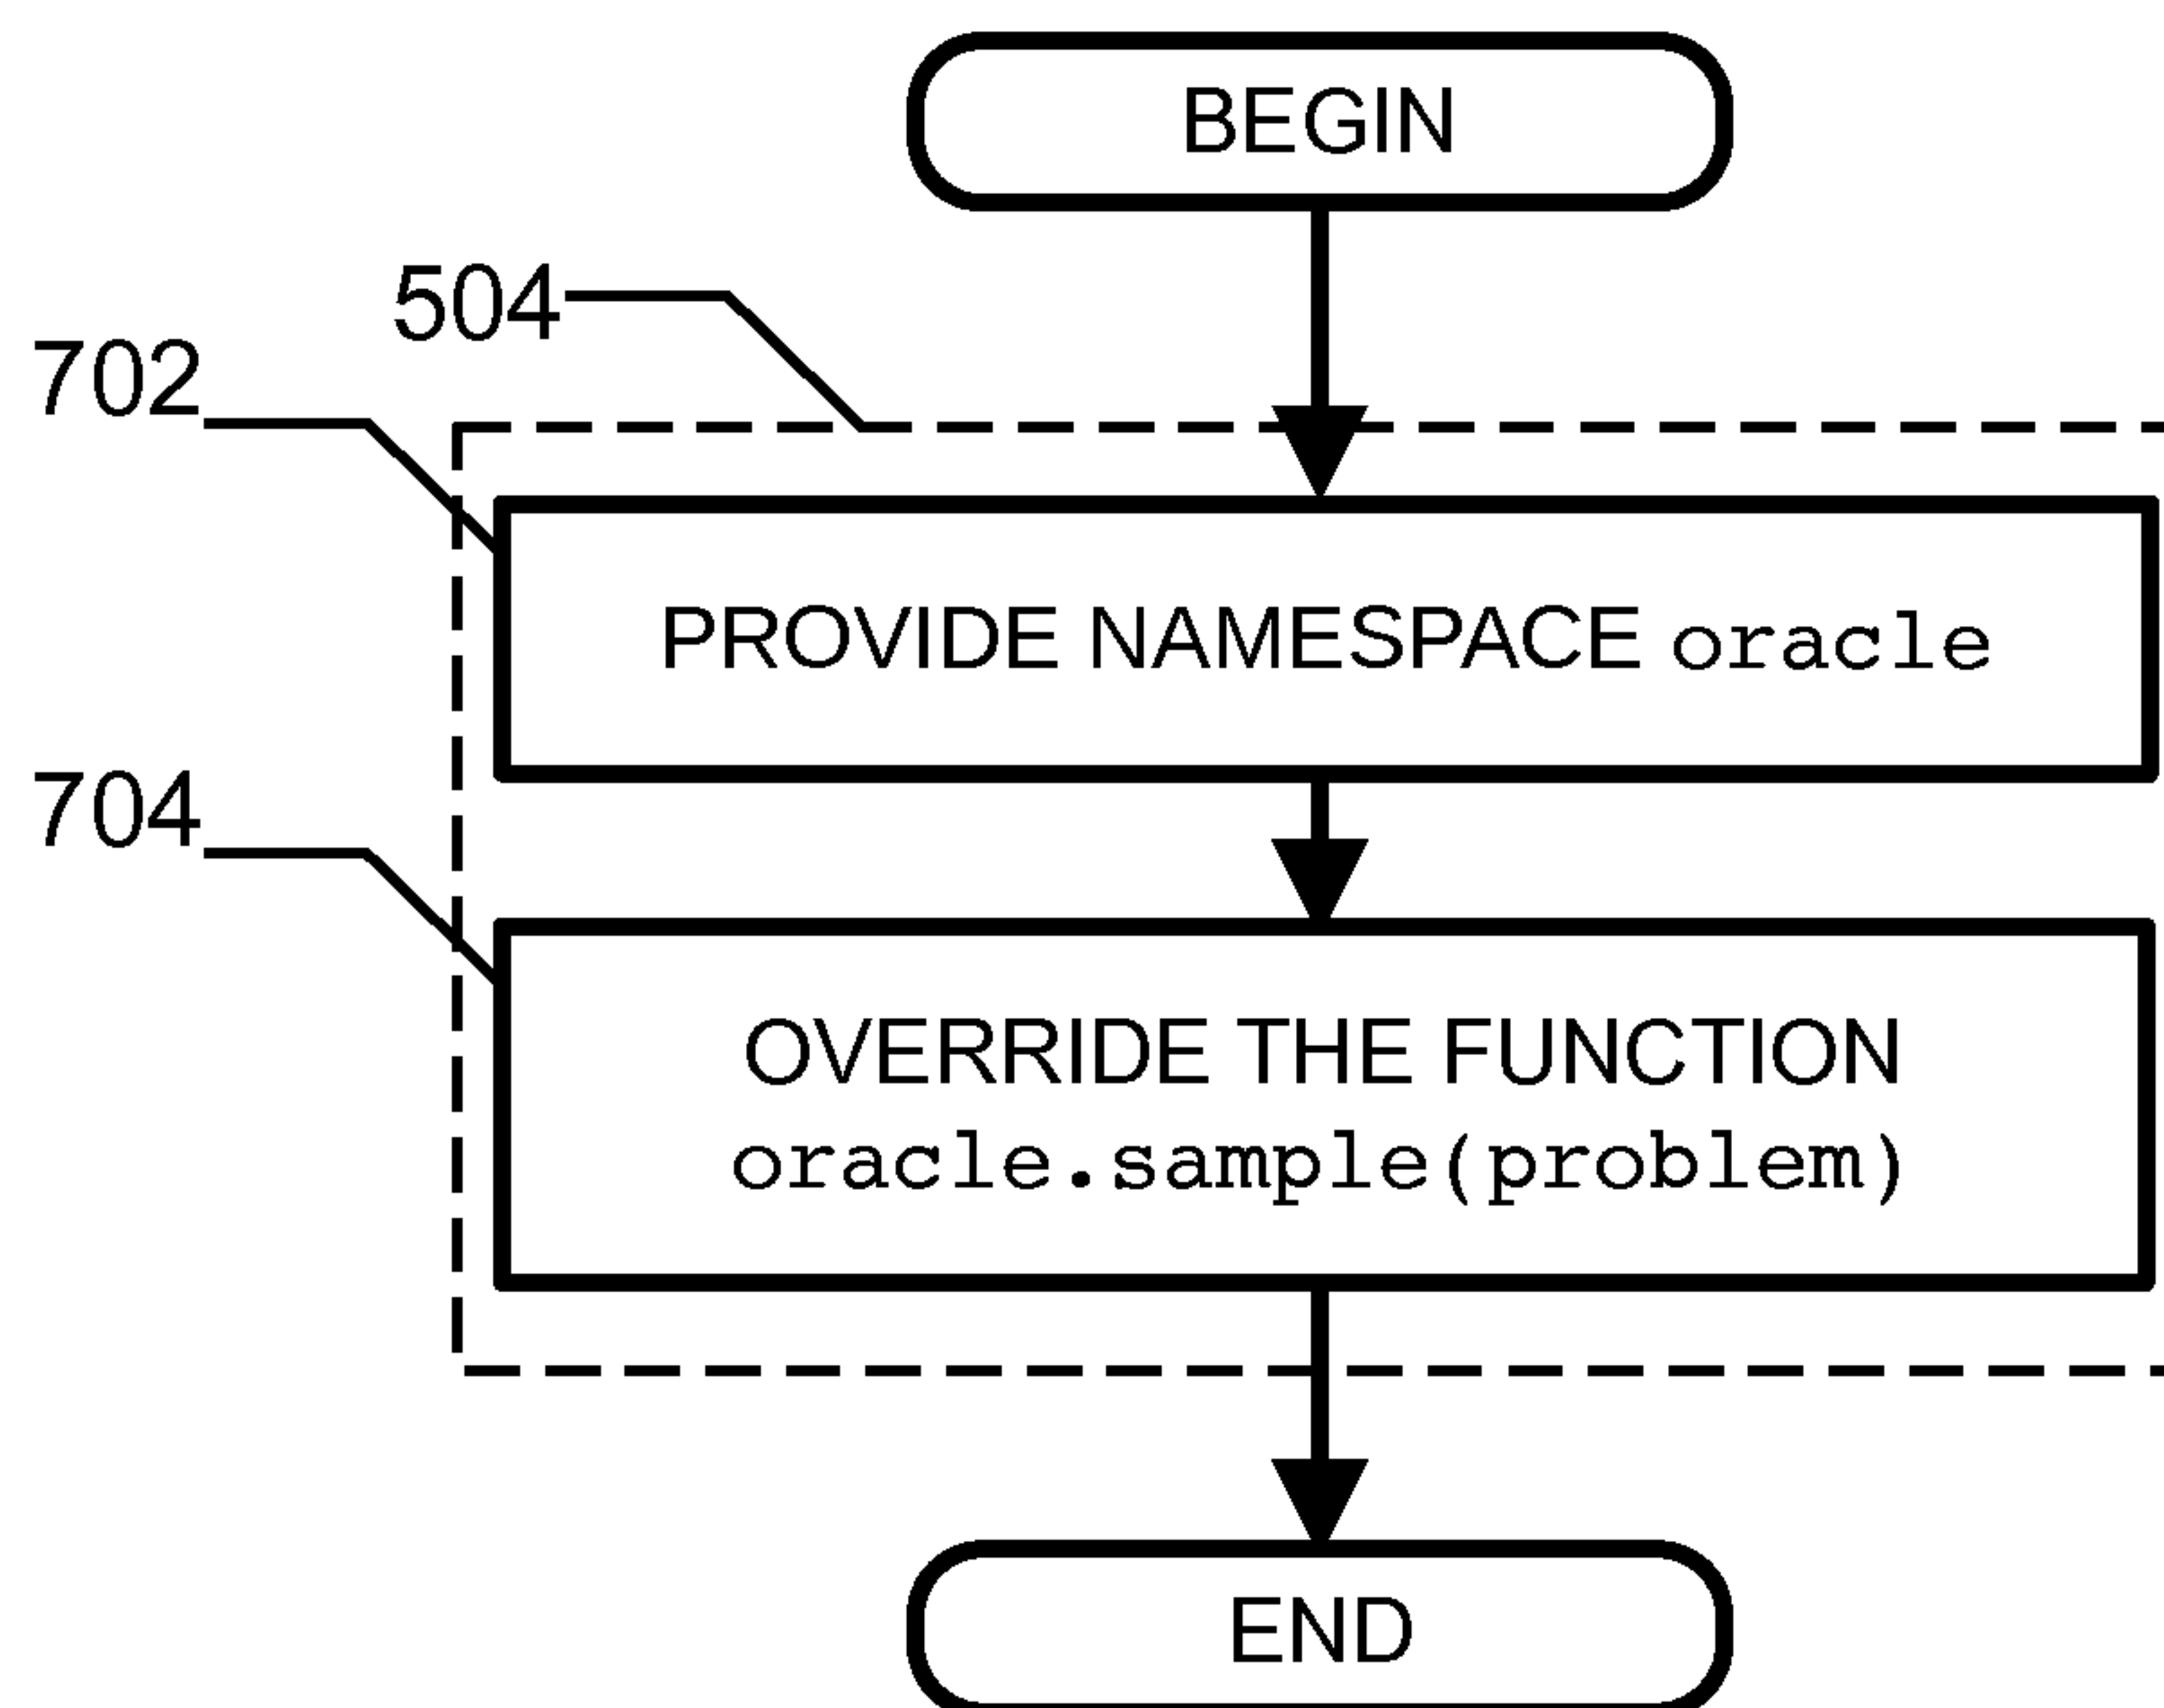 BEGIN
504
702
PROVIDE NAMESPACE oracle
704
OVERRIDE THE FUNCTION
oracle.sample(problem)
END